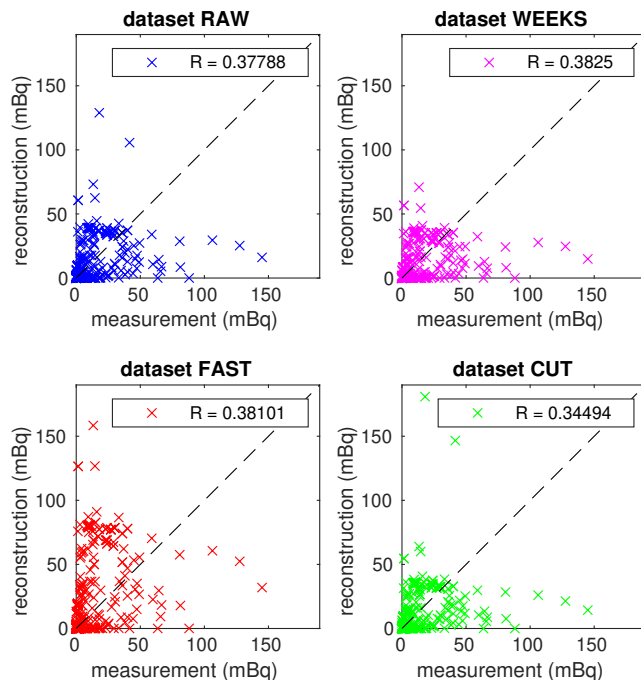 dataset RAW
R = 0.37788
150
100
50
0
0
50
100
150
reconstruction (mBq)
measurement (mBq)
dataset WEEKS
R = 0.3825
150
100
50
0
0
50
100
150
reconstruction (mBq)
measurement (mBq)
dataset FAST
R = 0.38101
150
100
50
0
0
50
100
150
reconstruction (mBq)
measurement (mBq)
dataset CUT
R = 0.34494
150
100
50
0
0
50
100
150
reconstruction (mBq)
measurement (mBq)